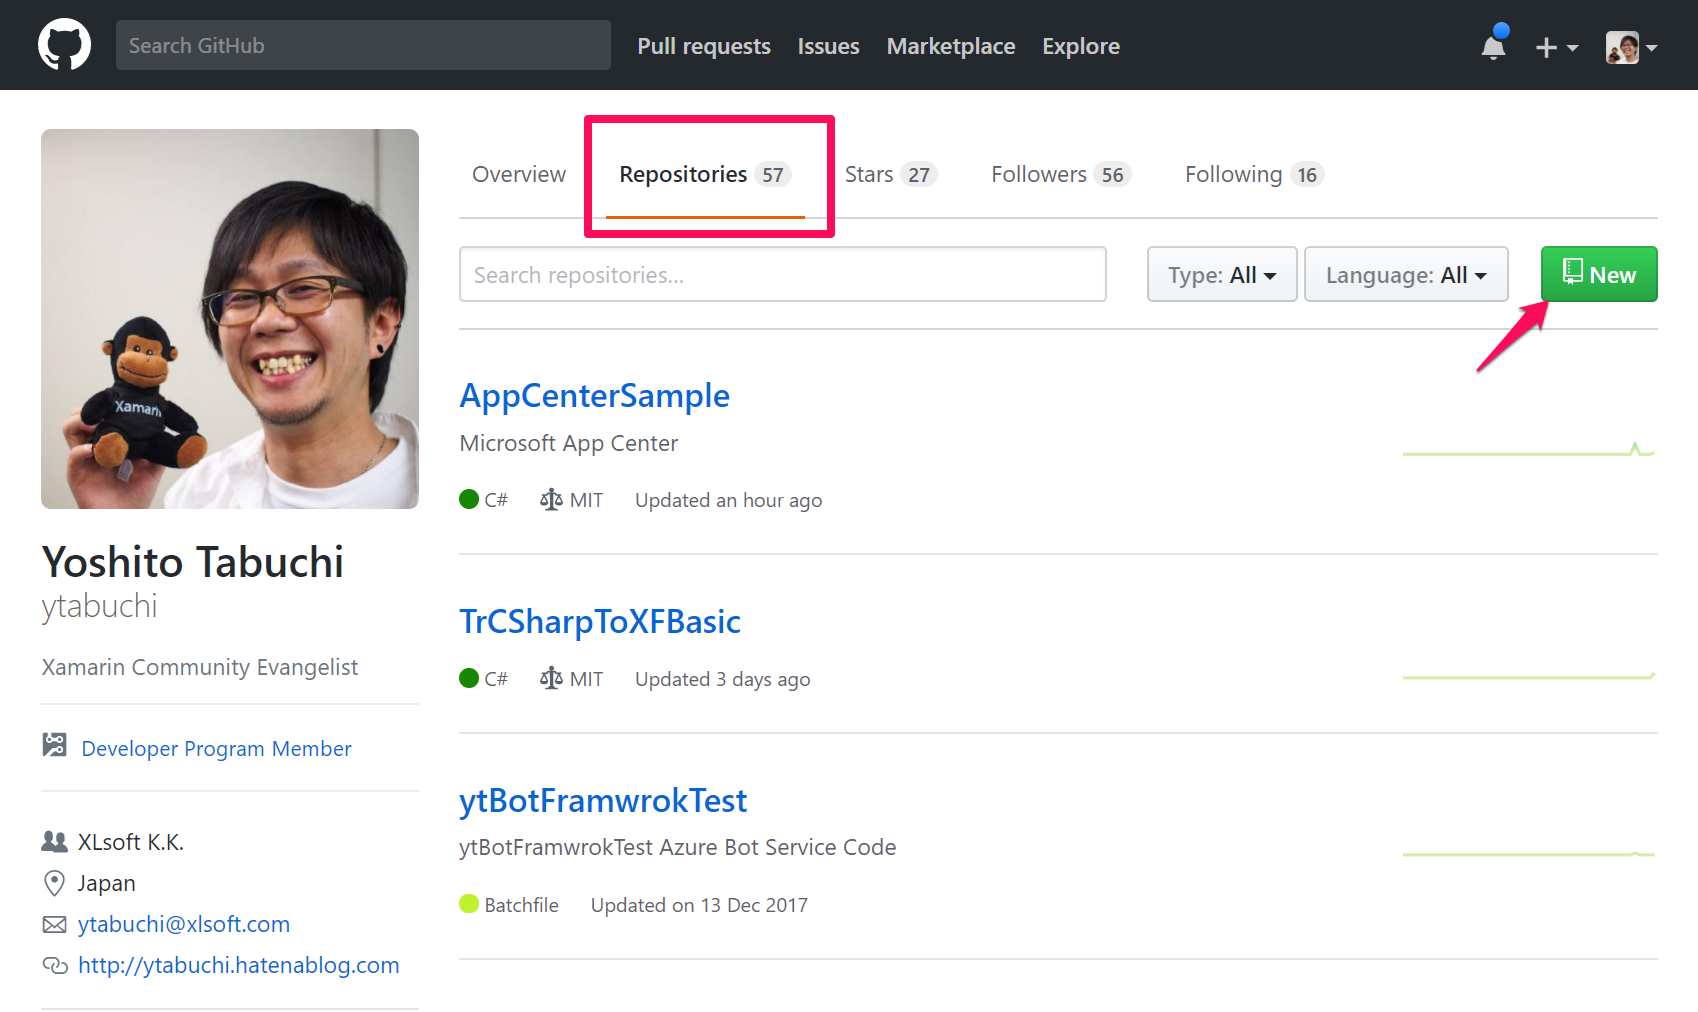 Search GitHub
Pull requests Issues Marketplace Explore
Overview Repositories 57 Stars 27 Followers 56 Following 16
Search repositories...
Type: All Language: All New
Xamarin
Yoshito Tabuchi
ytabuchi
Xamarin Community Evangelist
Developer Program Member
XLsoft K.K.
Japan
ytabuchi@xlsoft.com
http://ytabuchi.hatenablog.com
AppCenterSample
Microsoft App Center
C# MIT Updated an hour ago
TrCSharpToXFBasic
C# MIT Updated 3 days ago
ytBotFramwrokTest
ytBotFramwrokTest Azure Bot Service Code
Batchfile Updated on 13 Dec 2017